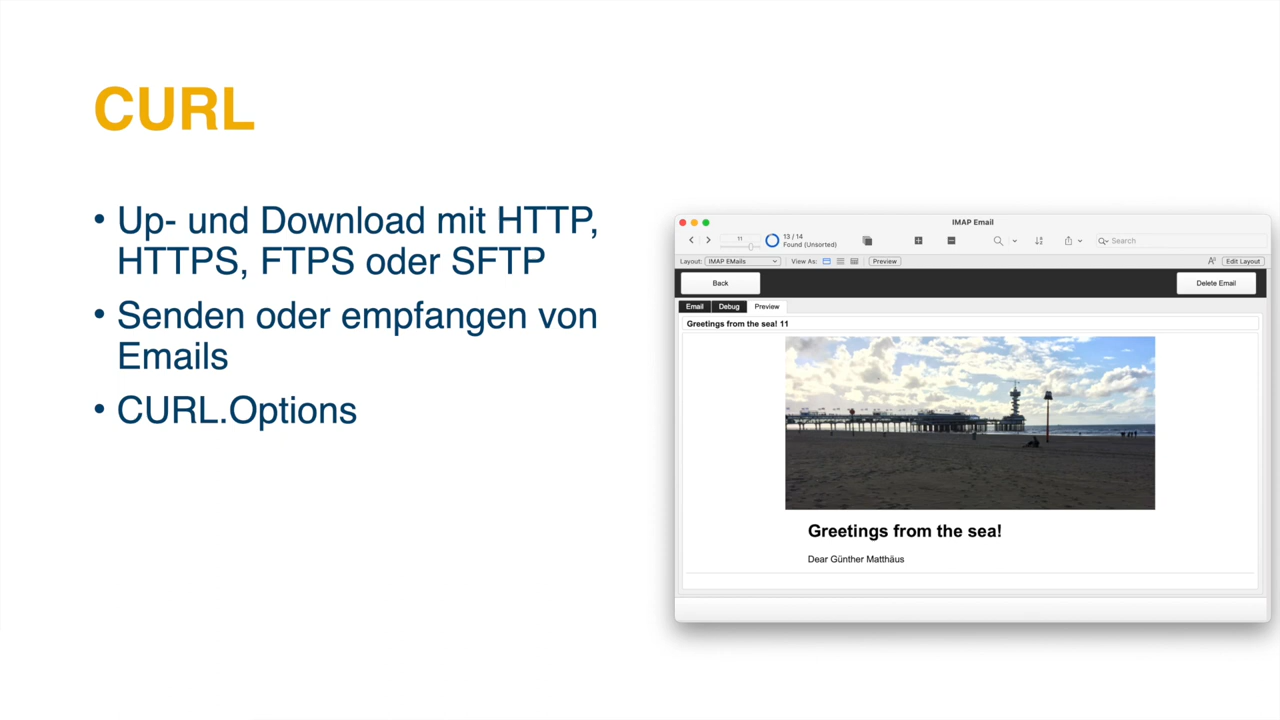 CURL
• Up- und Download mit HTTP,
HTTPS, FTPS oder SFTP
• Senden oder empfangen von
Emails
• CURL.Options
IMAP Email
11
13 / 14
Found (Unsorted)
Search
Layout: IMAP EMails
View As:
Preview
Edit Layout
Back
Delete Email
Email
Debug
Preview
Greetings from the sea! 11
Greetings from the sea!
Dear Günther Matthäus